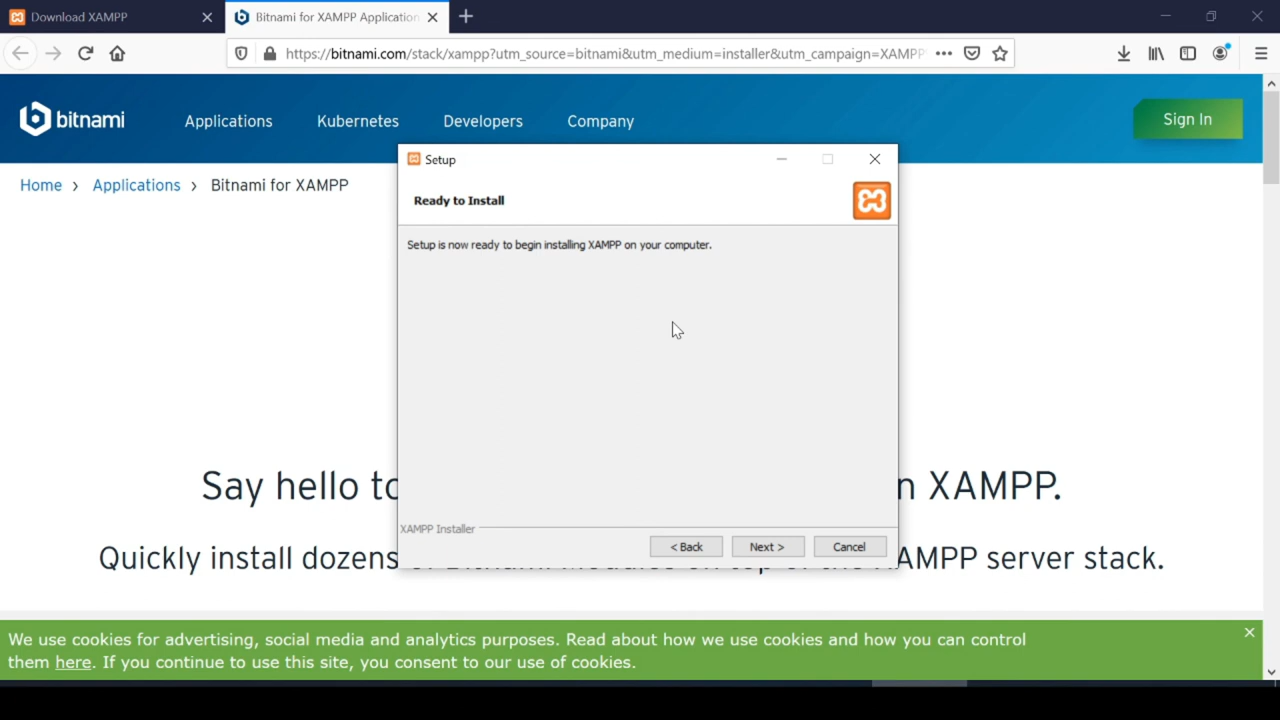 Download XAMPP
Bitnami for XAMPP Application
https://bitnami.com/stack/xampp?utm_source=bitnami&utm_medium=installer&utm_campaign=XAMPP
bitnami
Applications
Kubernetes
Developers
Company
Sign In
Home > Applications > Bitnami for XAMPP
Setup
Ready to Install
Setup is now ready to begin installing XAMPP on your computer.
XAMPP Installer
< Back
Next >
Cancel
Say hello to
n XAMPP.
Quickly install dozens
AMPP server stack.
We use cookies for advertising, social media and analytics purposes. Read about how we use cookies and how you can control
them here. If you continue to use this site, you consent to our use of cookies.